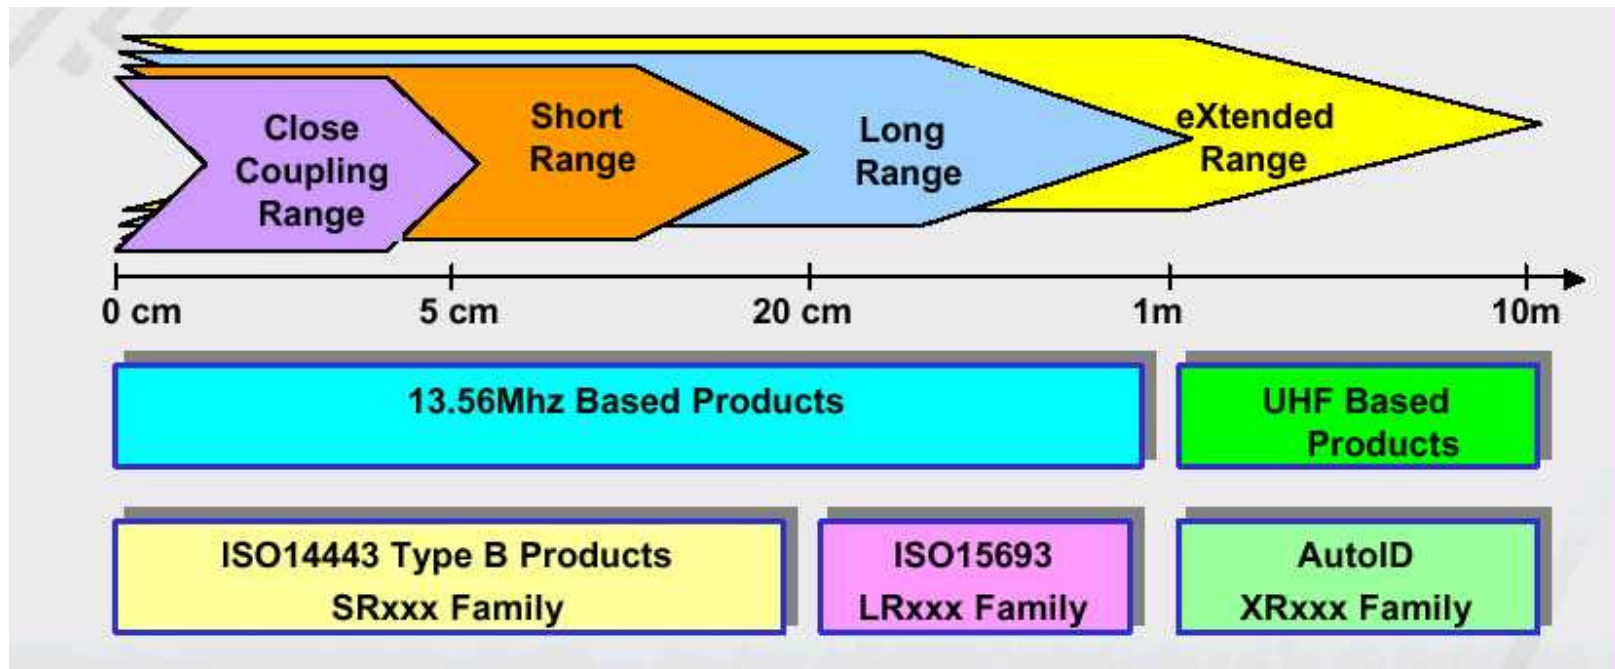 Close
Coupling
Range
Short
Range
Long
Range
eXtended
Range
0 cm
5 cm
20 cm
1m
10m
13.56Mhz Based Products
UHF Based
Products
ISO14443 Type B Products
SRxxx Family
ISO15693
LRxxx Family
AutoID
XRxxx Family